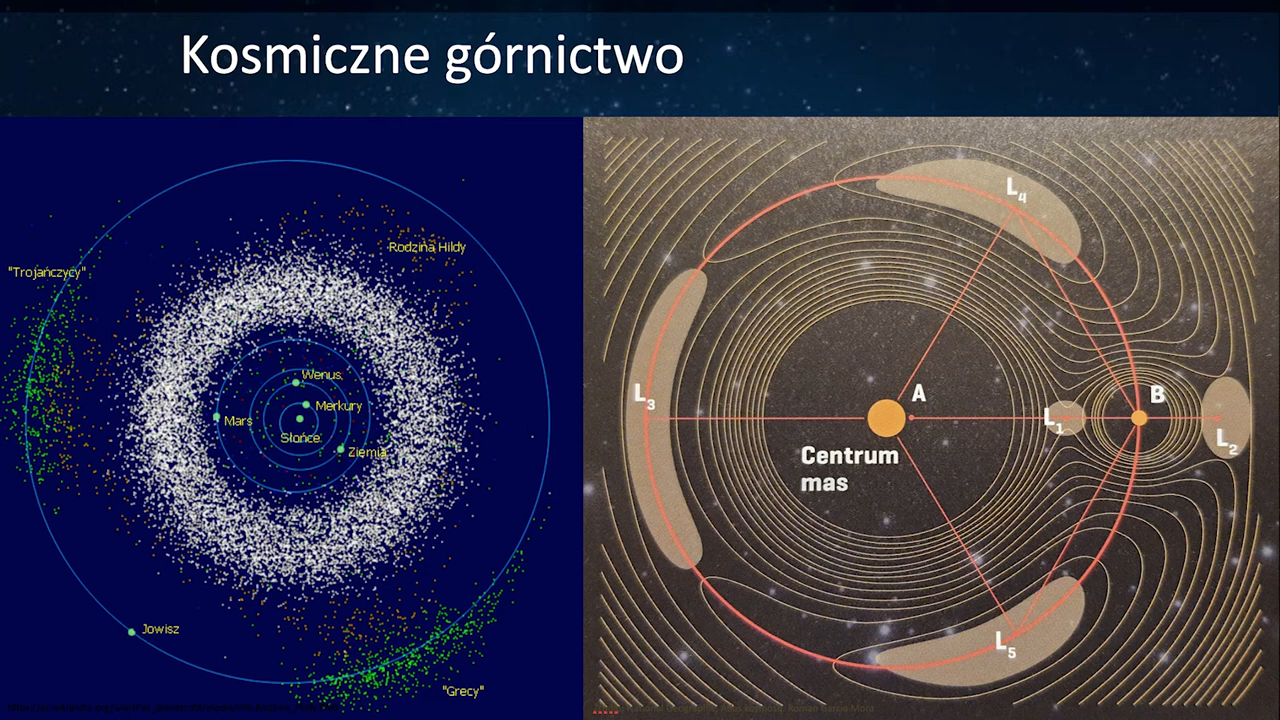 Kosmiczne górnictwo
"Trojańczycy"
Rodzina Hildy
Wenus
Merkury
Mars
Słońce
Ziemia
Jowisz
"Grecy"
L4
L3
A
B
L1
L2
Centrum
mas
L5